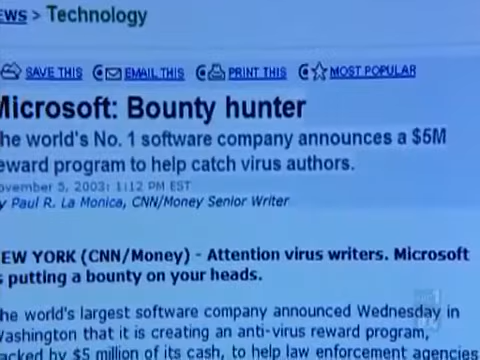 EWS > Technology
SAVE THIS EMAIL THIS PRINT THIS MOST POPULAR
Microsoft: Bounty hunter
he world's No. 1 software company announces a $5M
eward program to help catch virus authors.
ovember 5, 2003: 1:12 PM EST
y Paul R. La Monica, CNN/Money Senior Writer
EW YORK (CNN/Money) - Attention virus writers. Microsoft
s putting a bounty on your heads.
he world's largest software company announced Wednesday in
Washington that it is creating an anti-virus reward program,
acked by $5 million of its cash, to help law enforcement agencies